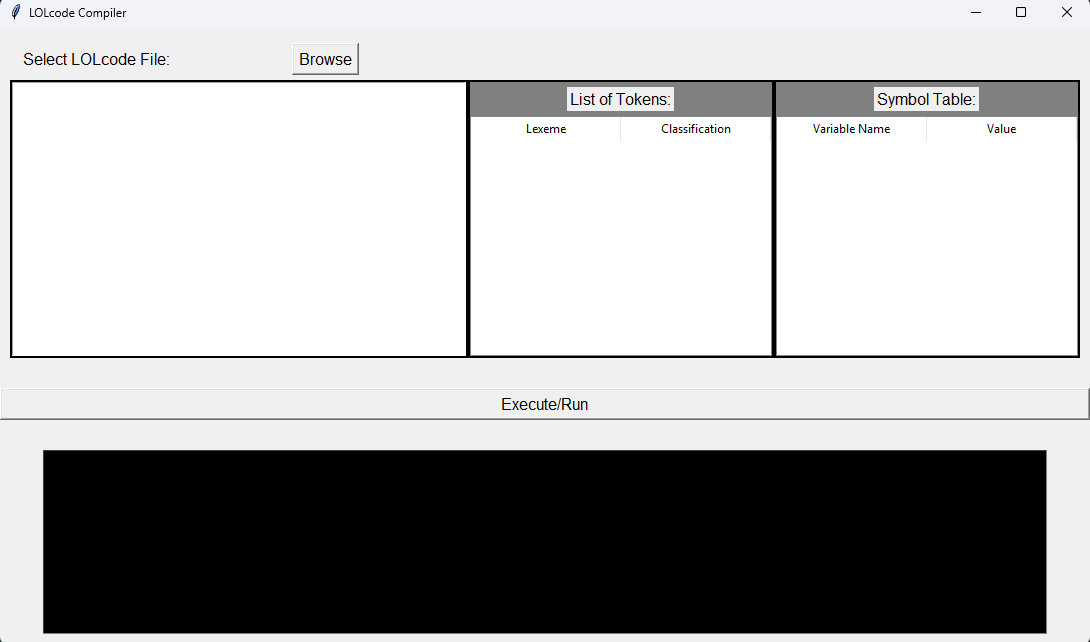 LOLcode Compiler
Select LOLcode File:
Browse
List of Tokens:
Symbol Table:
Lexeme
Classification
Variable Name
Value
Execute/Run